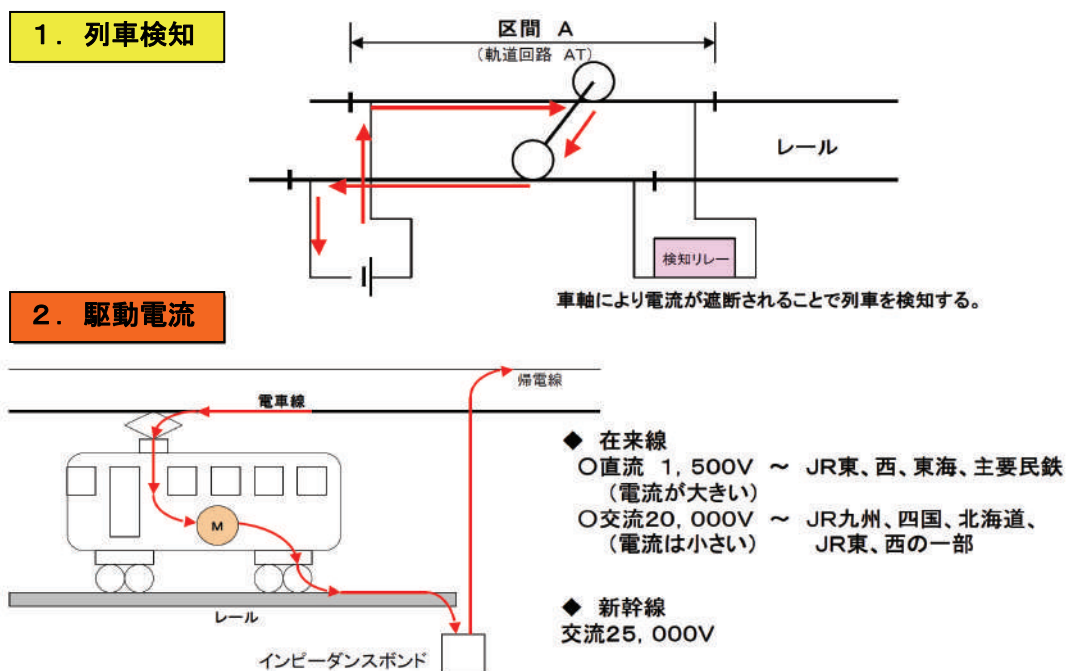 １．列車検知
区間 A
(軌道回路 AT)
レール
検知リレー
車軸により電流が遮断されることで列車を検知する。
２．駆動電流
帰電線
電車線
M
レール
インピーダンスボンド
◆ 在来線
○直流 １,５００V ～ JR東、西、東海、主要民鉄
（電流が大きい）
○交流２０,０００V ～ JR九州、四国、北海道、
（電流は小さい） JR東、西の一部
◆ 新幹線
交流２５,０００V